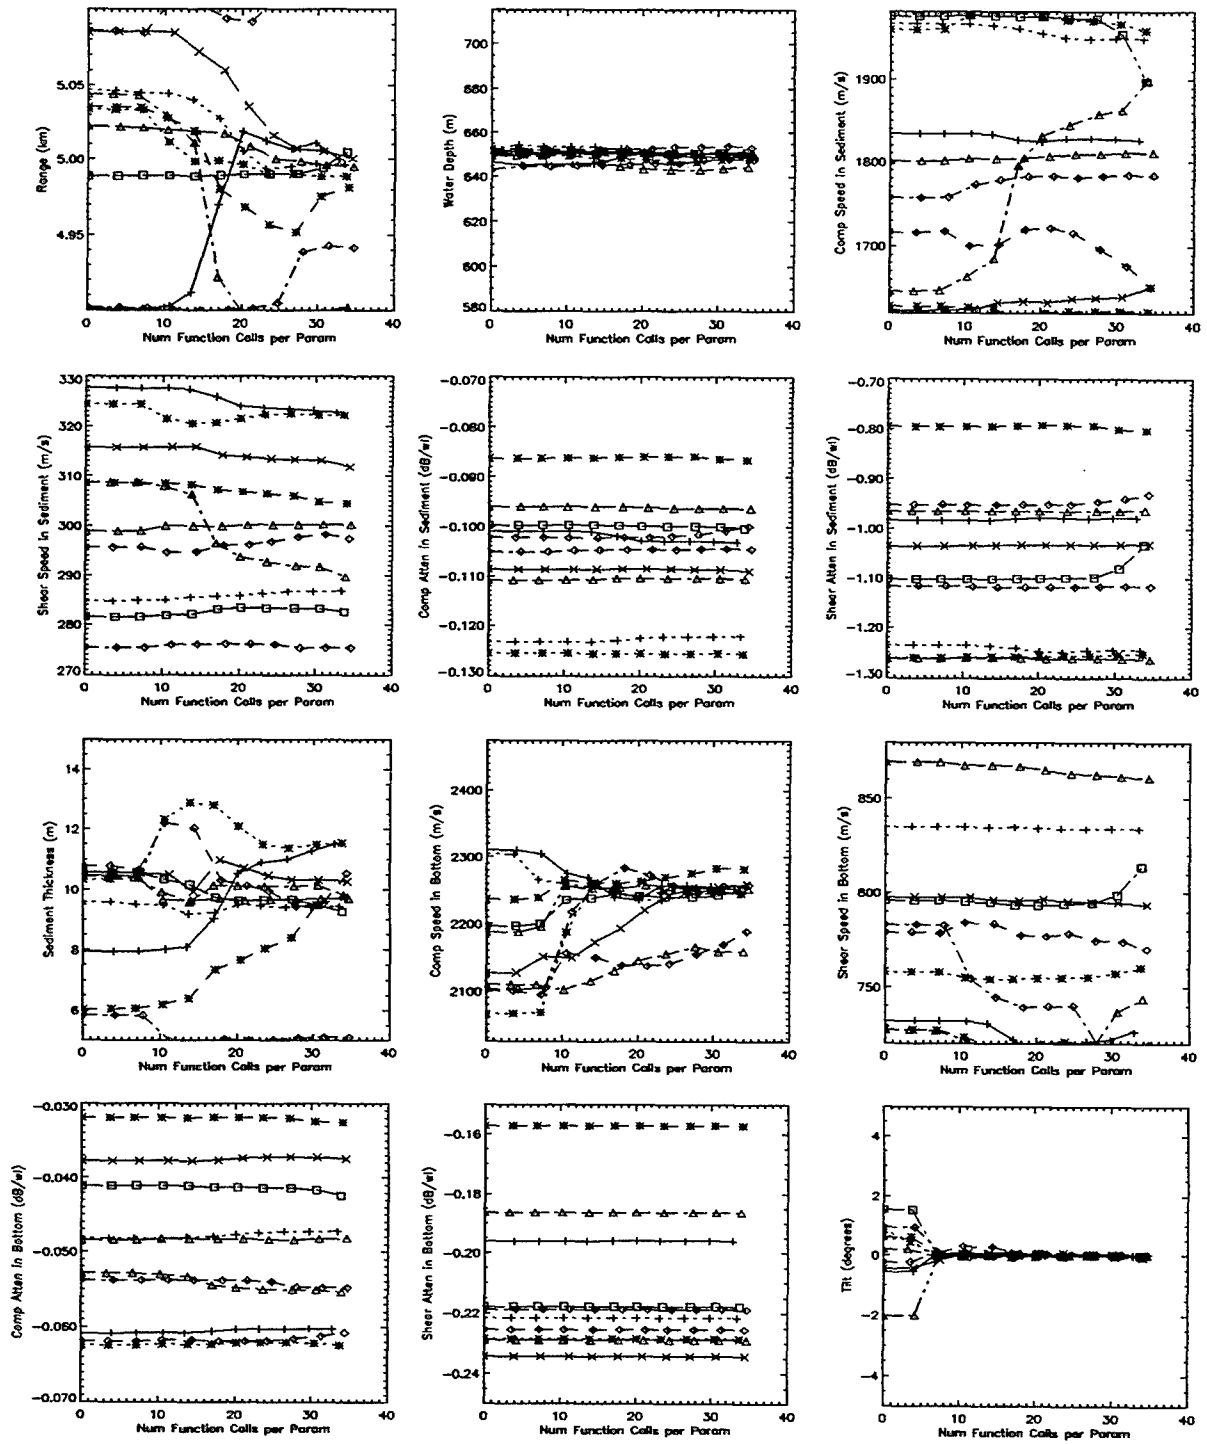 Range (km)
5.05
5.00
4.95
0 10 20 30 40
Num Function Calls per Param
Water Depth (m)
700
680
660
640
620
600
580
0 10 20 30 40
Num Function Calls per Param
Comp Speed in Sediment (m/s)
1900
1800
1700
0 10 20 30 40
Num Function Calls per Param
Shear Speed in Sediment (m/s)
330
320
310
300
290
280
270
0 10 20 30 40
Num Function Calls per Param
Comp Atten in Sediment (dB/wl)
-0.070
-0.080
-0.090
-0.100
-0.110
-0.120
-0.130
0 10 20 30 40
Num Function Calls per Param
Shear Atten in Sediment (dB/wl)
-0.70
-0.80
-0.90
-1.00
-1.10
-1.20
-1.30
0 10 20 30 40
Num Function Calls per Param
Sediment Thickness (m)
14
12
10
8
6
0 10 20 30 40
Num Function Calls per Param
Comp Speed in Bottom (m/s)
2400
2300
2200
2100
0 10 20 30 40
Num Function Calls per Param
Shear Speed in Bottom (m/s)
850
800
750
0 10 20 30 40
Num Function Calls per Param
Comp Atten in Bottom (dB/wl)
-0.030
-0.040
-0.050
-0.060
-0.070
0 10 20 30 40
Num Function Calls per Param
Shear Atten in Bottom (dB/wl)
-0.16
-0.18
-0.20
-0.22
-0.24
0 10 20 30 40
Num Function Calls per Param
Tilt (degrees)
4
2
0
-2
-4
0 10 20 30 40
Num Function Calls per Param